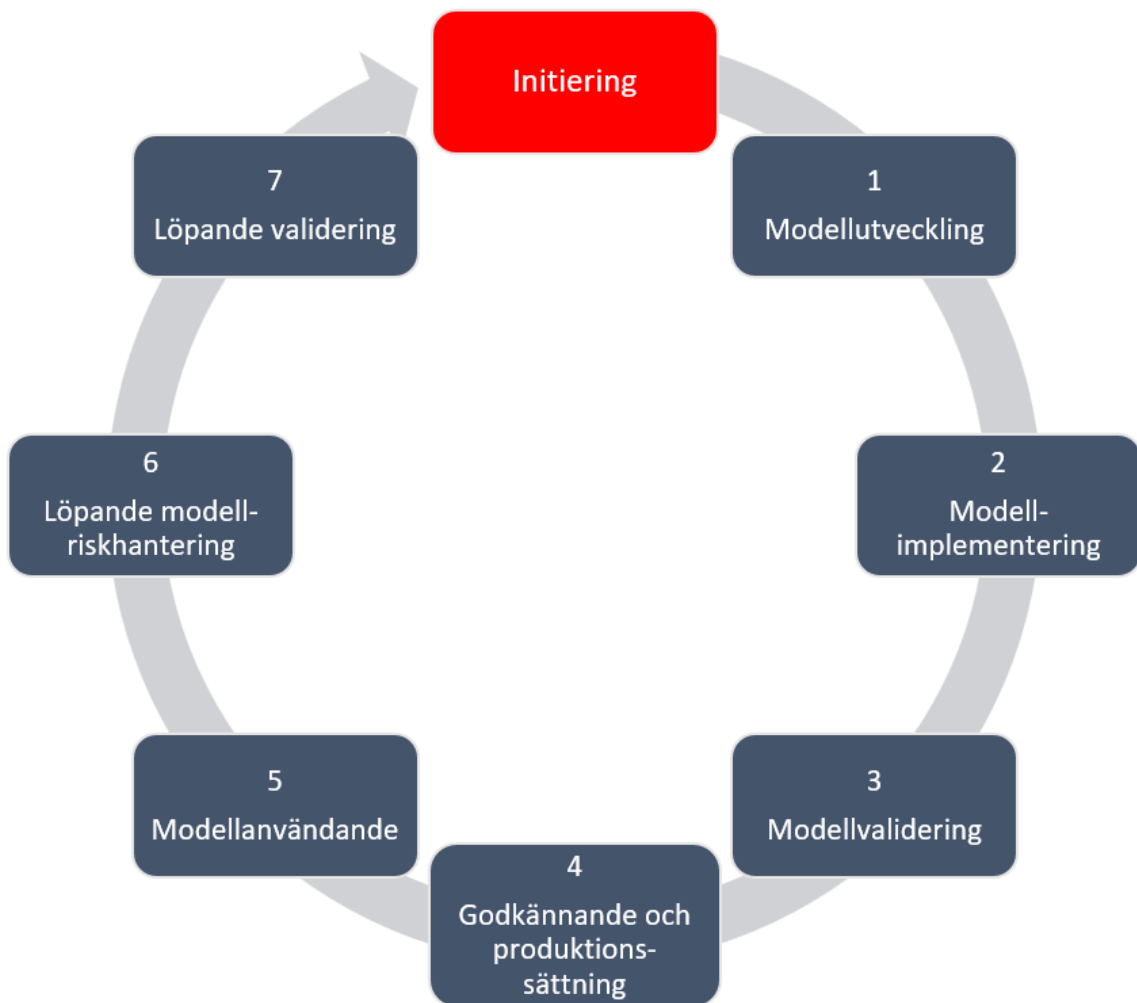 Initiering
1
Modellutveckling
2
Modell-
implementering
3
Modellvalidering
4
Godkännande och
produktions-
sättning
5
Modellanvändande
6
Löpande modell-
riskhantering
7
Löpande validering